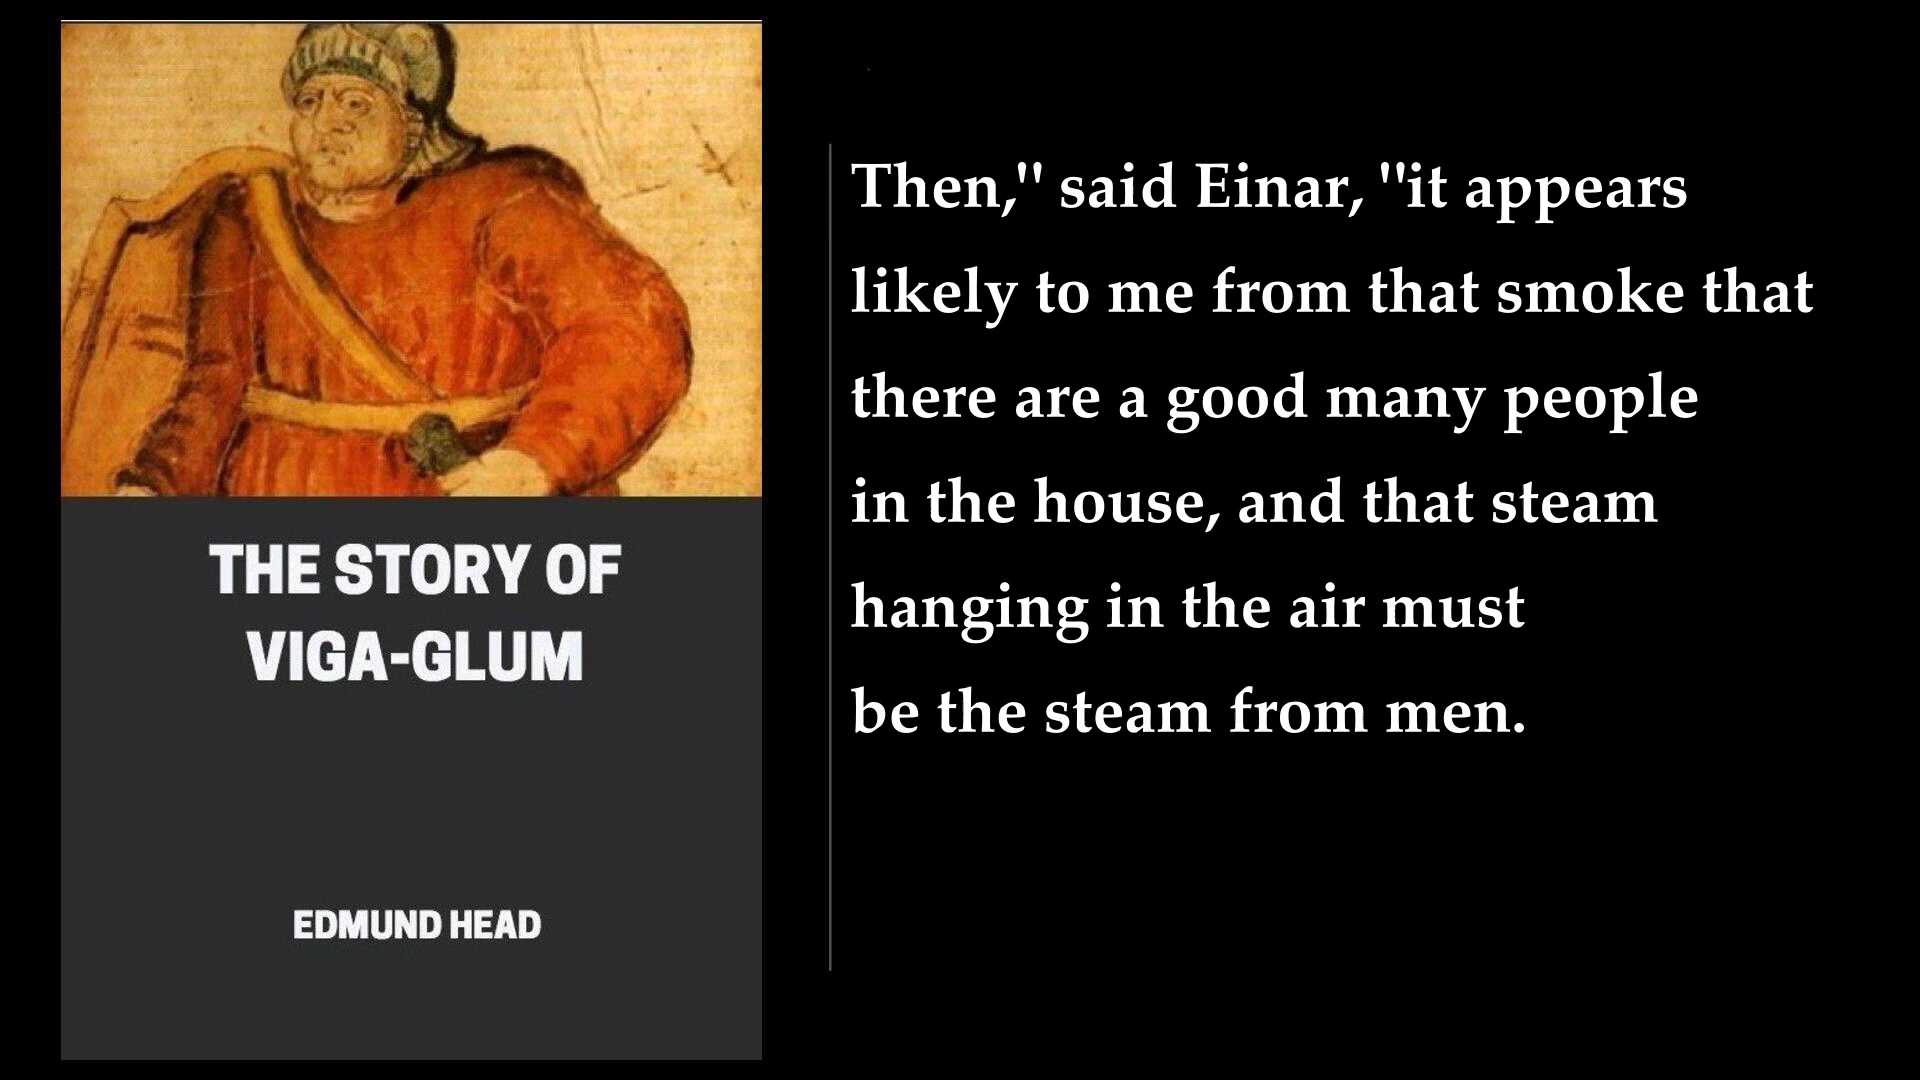 THE STORY OF
VIGA-GLUM
EDMUND HEAD
Then," said Einar, "it appears
likely to me from that smoke that
there are a good many people
in the house, and that steam
hanging in the air must
be the steam from men.